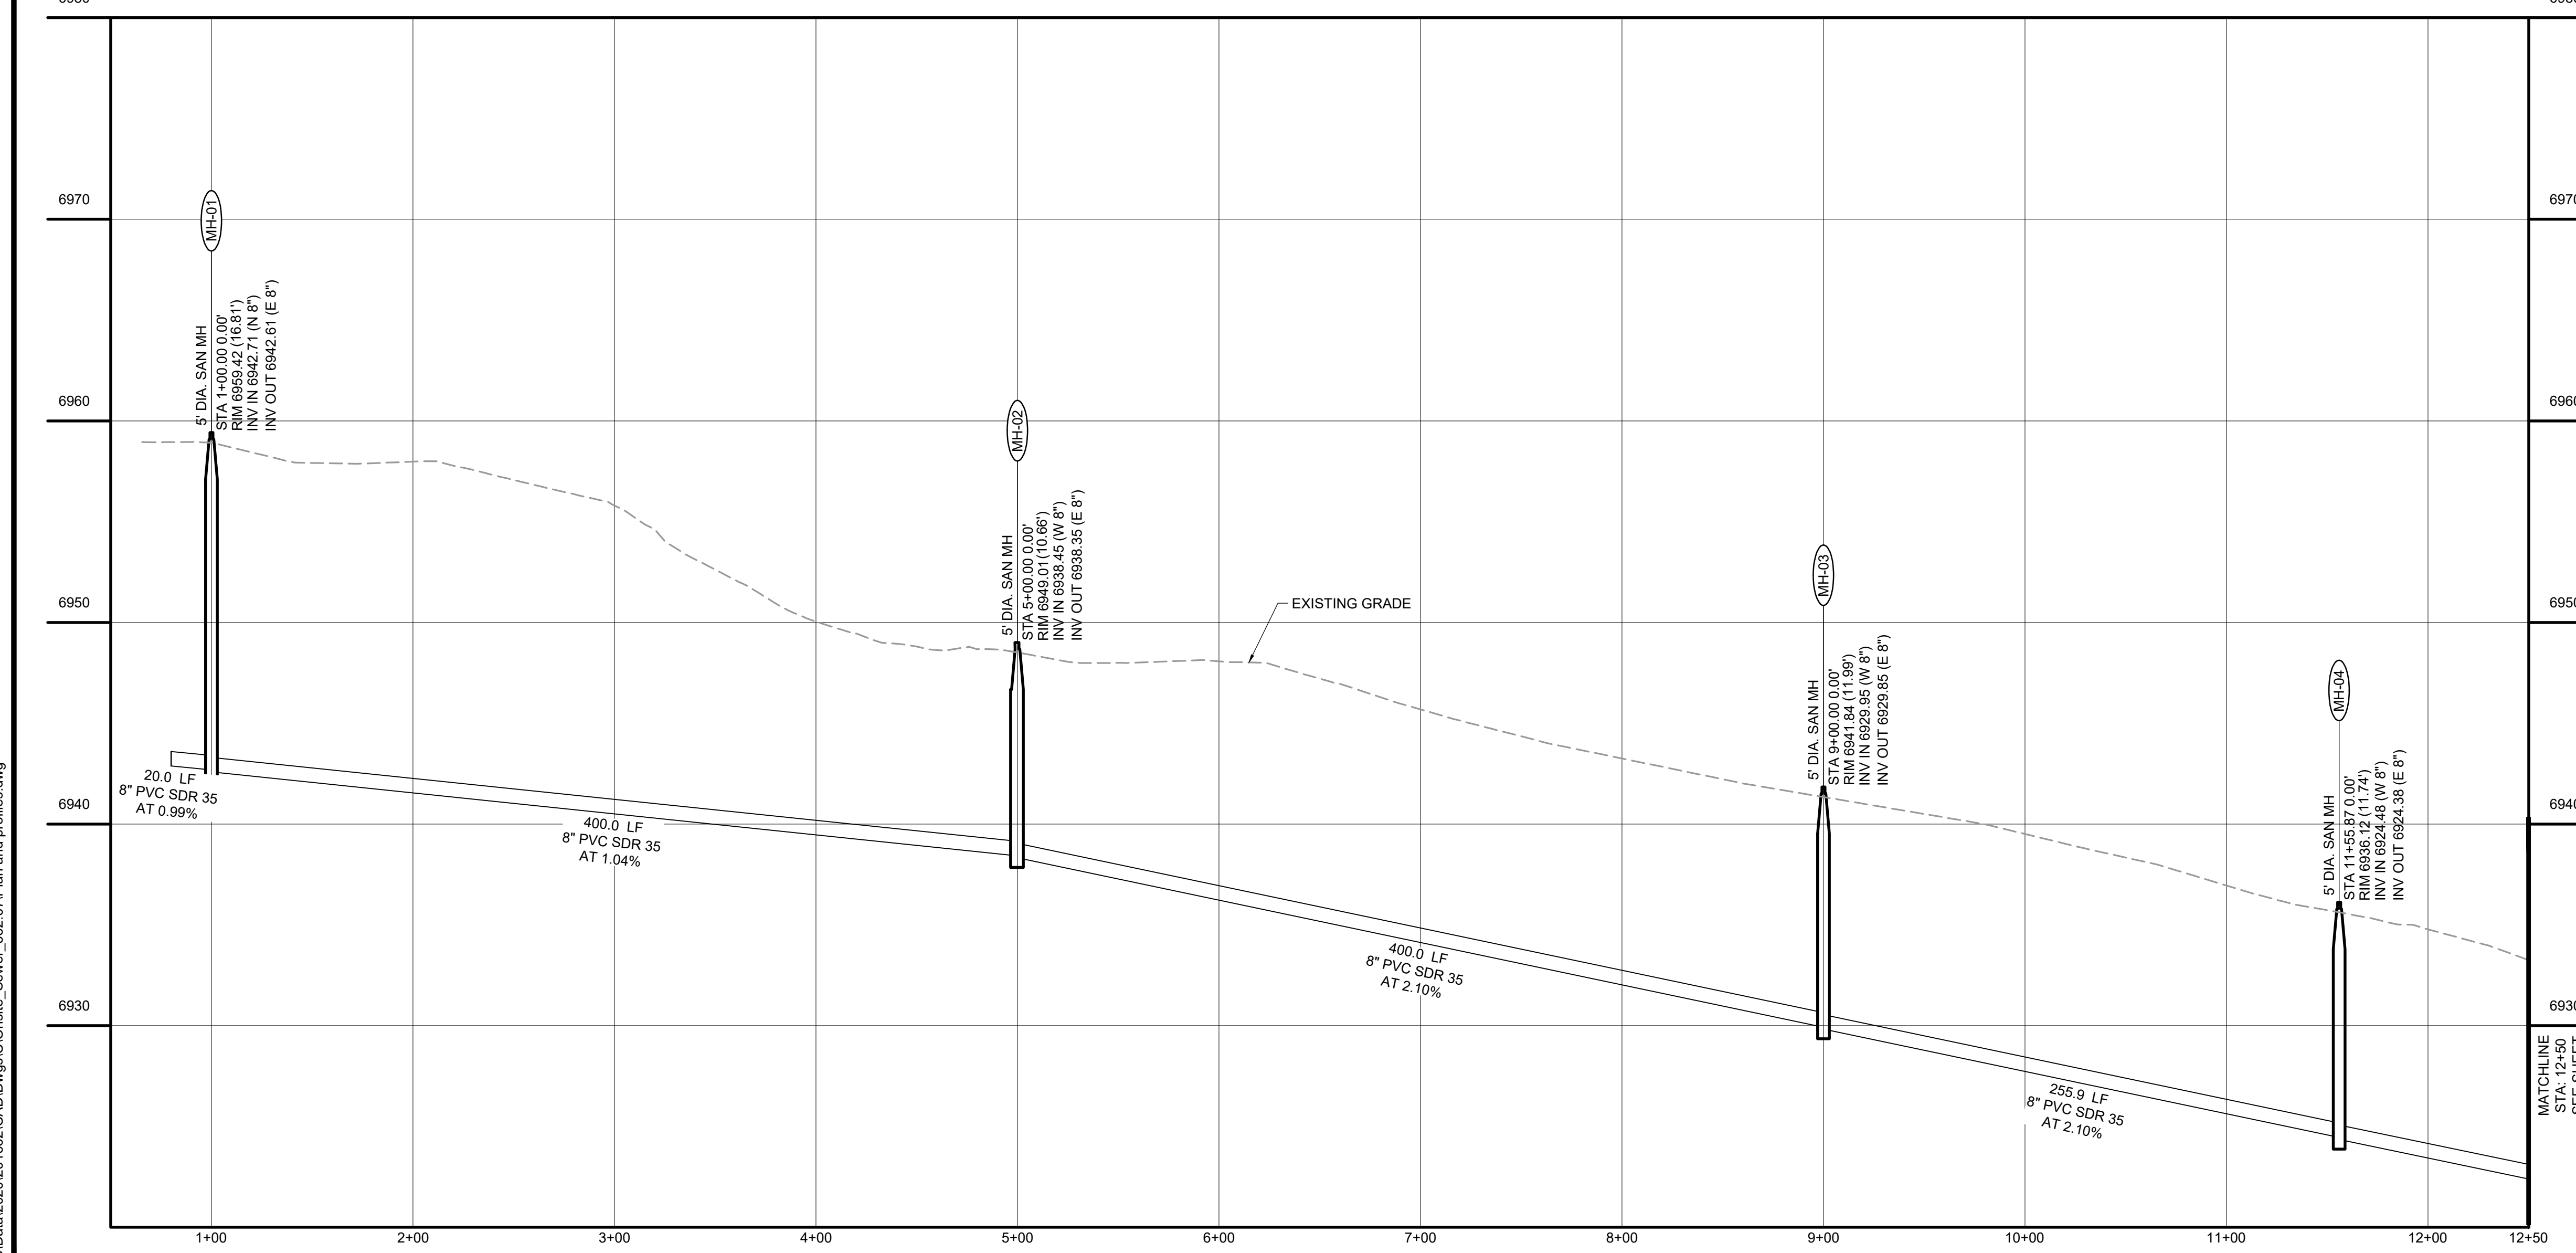 6970
6970
6960
6960
6950
6950
6940
6940
6930
6930
MH-01
5' DIA. SAN MH
STA 1+00.00 0.00'
RIM 6959.42 (16.81')
INV IN 6942.71 (N 8")
INV OUT 6942.61 (E 8")
MH-02
5' DIA. SAN MH
STA 5+00.00 0.00'
RIM 6949.01 (10.66')
INV IN 6938.45 (W 8")
INV OUT 6938.35 (E 8")
EXISTING GRADE
MH-03
5' DIA. SAN MH
STA 9+00.00 0.00'
RIM 6941.84 (11.99')
INV IN 6929.95 (W 8")
INV OUT 6929.85 (E 8")
MH-04
5' DIA. SAN MH
STA 11+55.87 0.00'
RIM 6936.12 (11.74')
INV IN 6924.48 (W 8")
INV OUT 6924.38 (E 8")
20.0 LF
8" PVC SDR 35
AT 0.99%
400.0 LF
8" PVC SDR 35
AT 1.04%
400.0 LF
8" PVC SDR 35
AT 2.10%
255.9 LF
8" PVC SDR 35
AT 2.10%
MATCHLINE
STA: 12+50
1+00
2+00
3+00
4+00
5+00
6+00
7+00
8+00
9+00
10+00
11+00
12+00
12+50